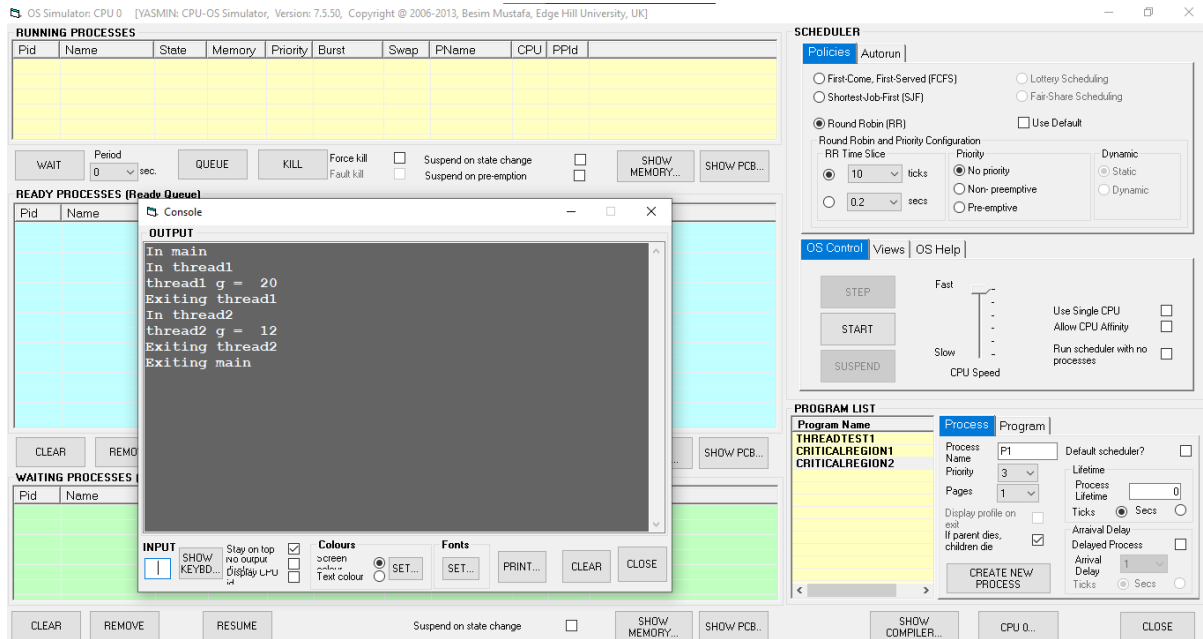 OS Simulator: CPU 0 [YASMIN: CPU-OS Simulator, Version: 7.5.50, Copyright @ 2006-2013, Besim Mustafa, Edge Hill University, UK]
RUNNING PROCESSES
Pid Name State Memory Priority Burst Swap PName CPU PPId
WAIT
Period
0 sec.
QUEUE
KILL
Force kill
Fault kill
Suspend on state change
Suspend on pre-emption
SHOW
MEMORY...
SHOW PCB...
READY PROCESSES (Ready Queue)
Pid Name
CLEAR
REMO
SHOW PCB...
WAITING PROCESSES
Pid Name
Console
OUTPUT
In main
In thread1
thread1 g = 20
Exiting thread1
In thread2
thread2 g = 12
Exiting thread2
Exiting main
INPUT
SHOW
KEYBD...
Stay on top
No output
Display CPU
Colours
Screen
Text colour
SET...
Fonts
SET...
PRINT...
CLEAR
CLOSE
CLEAR
REMOVE
RESUME
Suspend on state change
SHOW
MEMORY...
SHOW PCB..
SCHEDULER
Policies Autorun
First-Come, First-Served (FCFS)
Lottery Scheduling
Shortest-Job-First (SJF)
Fair-Share Scheduling
Round Robin (RR)
Use Default
Round Robin and Priority Configuration
RR Time Slice
10 ticks
0.2 secs
Priority
No priority
Non- preemptive
Pre-emptive
Dynamic
Static
Dynamic
OS Control Views OS Help
STEP
START
SUSPEND
Fast
Slow
CPU Speed
Use Single CPU
Allow CPU Affinity
Run scheduler with no
processes
PROGRAM LIST
Program Name
THREADTEST1
CRITICALREGION1
CRITICALREGION2
Process Program
Process
Name
P1
Priority
3
Pages
1
Display profile on
exit
If parent dies,
children die
CREATE NEW
PROCESS
Default scheduler?
Lifetime
Process
Lifetime
0
Ticks Secs
Arraival Delay
Delayed Process
Arrival
Delay
1
Ticks Secs
SHOW
COMPILER...
CPU 0...
CLOSE